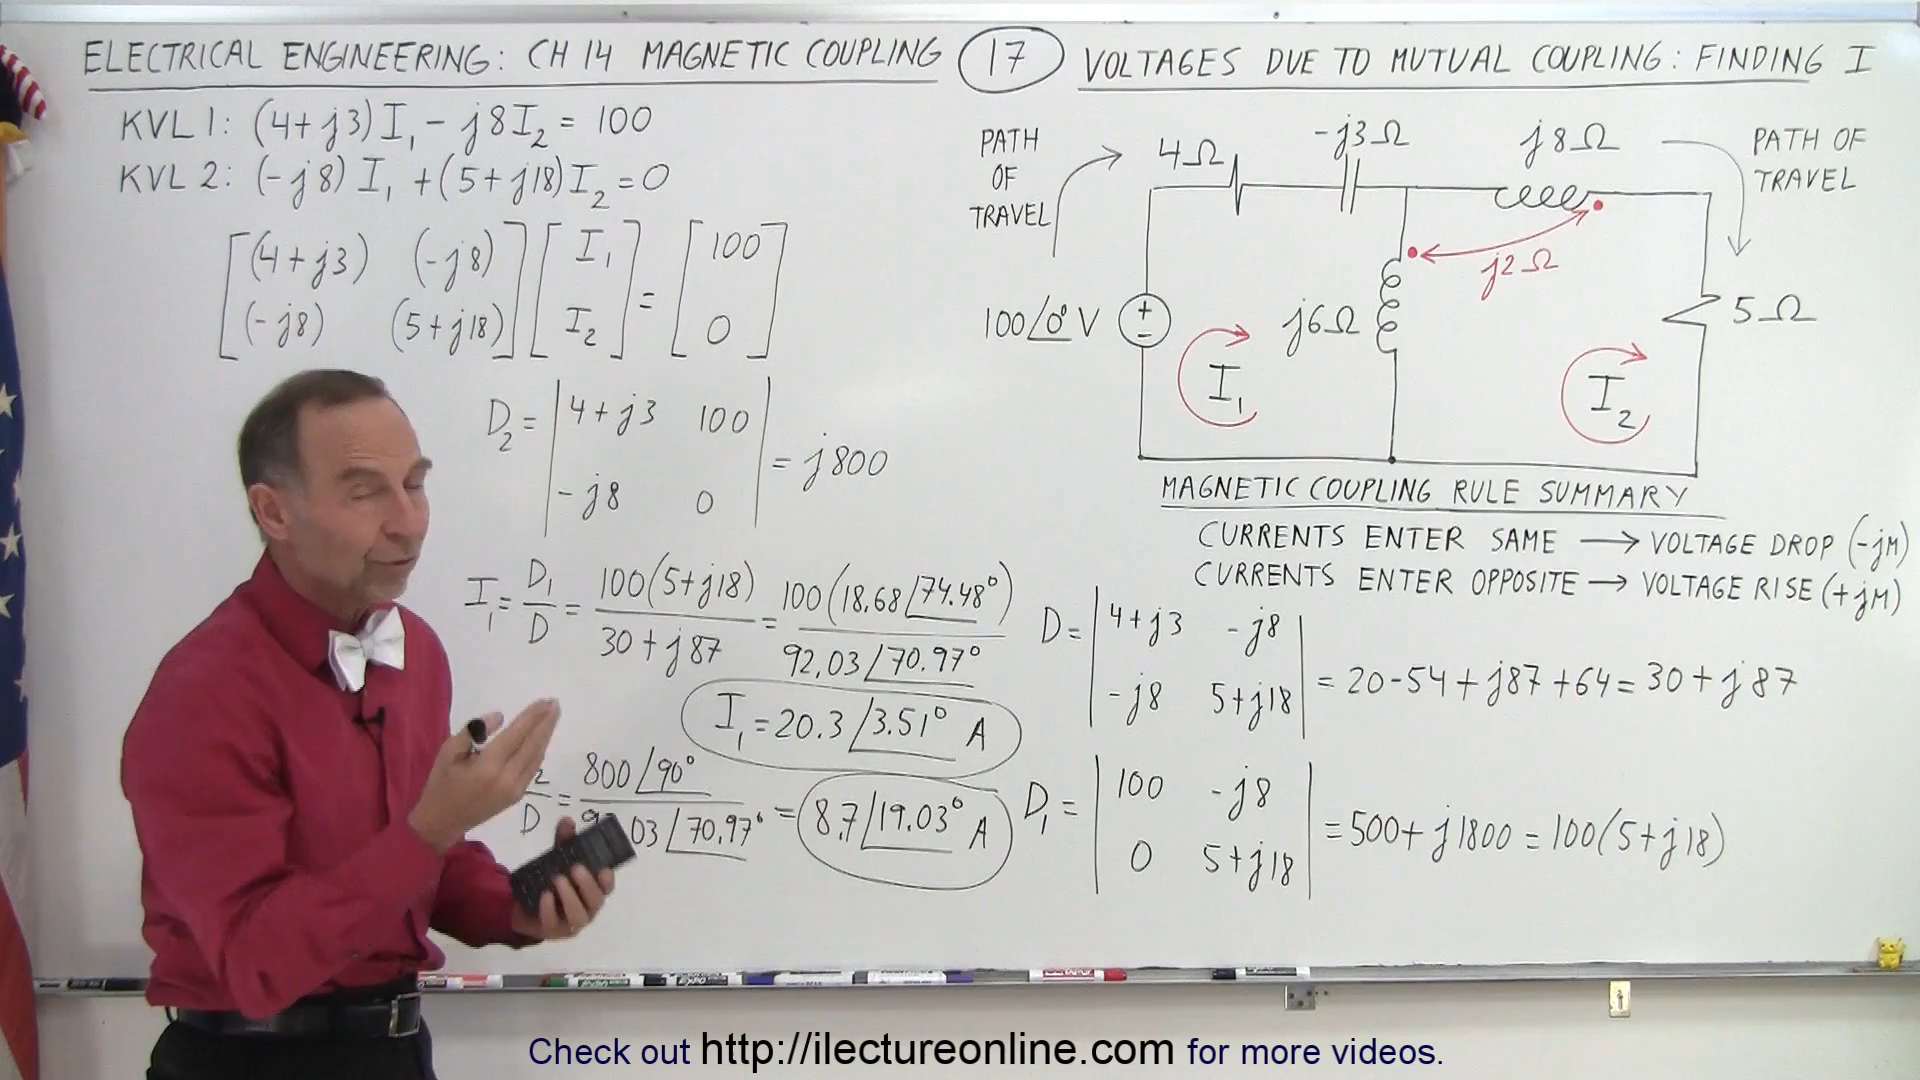 ELECTRICAL ENGINEERING: CH 14 MAGNETIC COUPLING 17 VOLTAGES DUE TO MUTUAL COUPLING: FINDING I
KVL 1: (4+j3)I₁ - j8I₂ = 100
KVL 2: (-j8)I₁ + (5+j18)I₂ = 0
[(4+j3) (-j8)] [I₁] = [100]
[(-j8) (5+j18)] [I₂] [0]
D₂ = |4+j3 100| = j800
|-j8 0|
I₁ = D₁/D = 100(5+j18)/(30+j87) = 100(18.68/74.48°)/(92.03/70.97°)
I₁ = 20.3/3.51° A
2/D = 800/90° / 9 03/70.97° = 8.7/19.03° A
PATH
OF
TRAVEL
4Ω
-j3Ω
j8Ω
PATH OF
TRAVEL
j2Ω
100/0° V
+
-
j6Ω
5Ω
I₁
I₂
MAGNETIC COUPLING RULE SUMMARY
CURRENTS ENTER SAME → VOLTAGE DROP (-jM)
CURRENTS ENTER OPPOSITE → VOLTAGE RISE (+jM)
D = |4+j3 -j8| = 20-54+j87+64 = 30+j87
|-j8 5+j18|
D₁ = |100 -j8| = 500+j1800 = 100(5+j18)
|0 5+j18|
Check out http://ilectureonline.com for more videos.